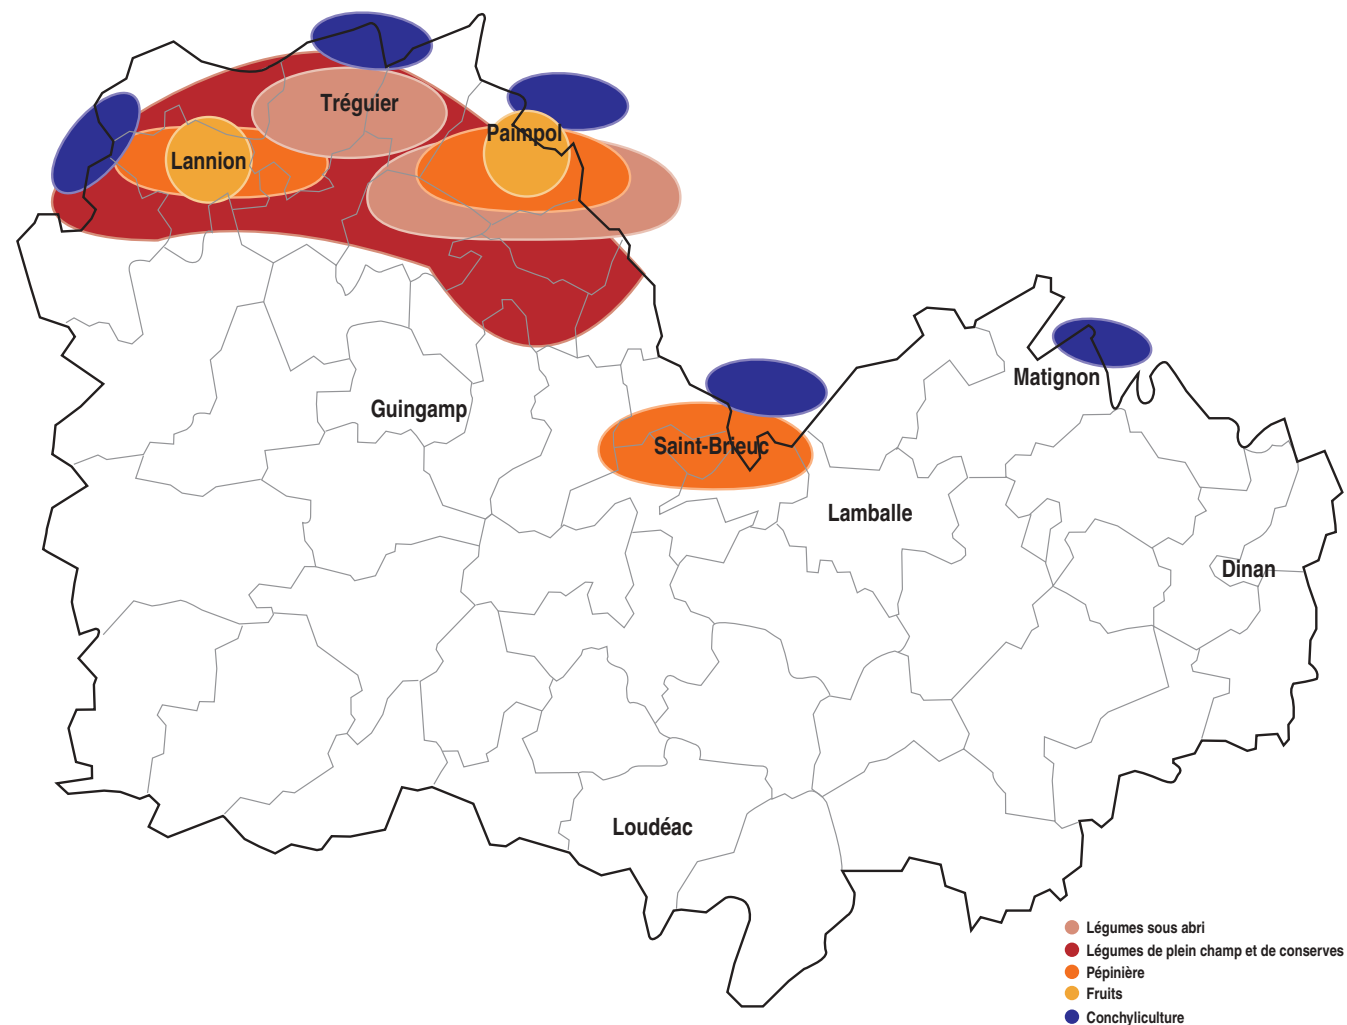 Tréguier
Paimpol
Lannion
Matignon
Guingamp
Saint-Brieuc
Lamballe
Dinan
Loudéac
Légumes sous abri
Légumes de plein champ et de conserves
Pépinière
Fruits
Conchyliculture